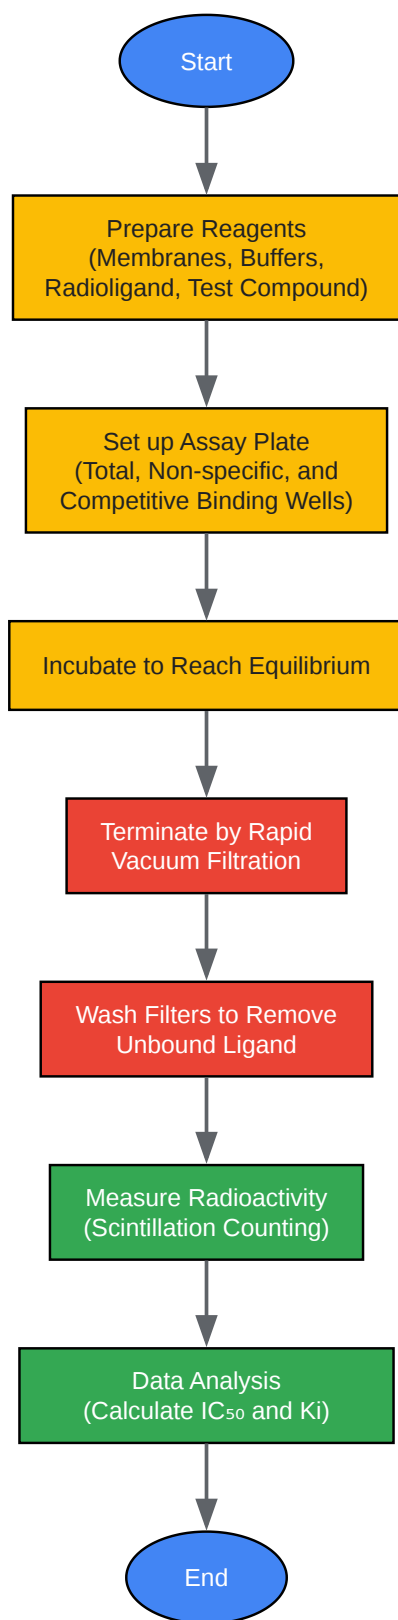 Start
Prepare Reagents
(Membranes, Buffers,
Radioligand, Test Compound)
Set up Assay Plate
(Total, Non-specific, and
Competitive Binding Wells)
Incubate to Reach Equilibrium
Terminate by Rapid
Vacuum Filtration
Wash Filters to Remove
Unbound Ligand
Measure Radioactivity
(Scintillation Counting)
Data Analysis
(Calculate IC₅₀ and Ki)
End